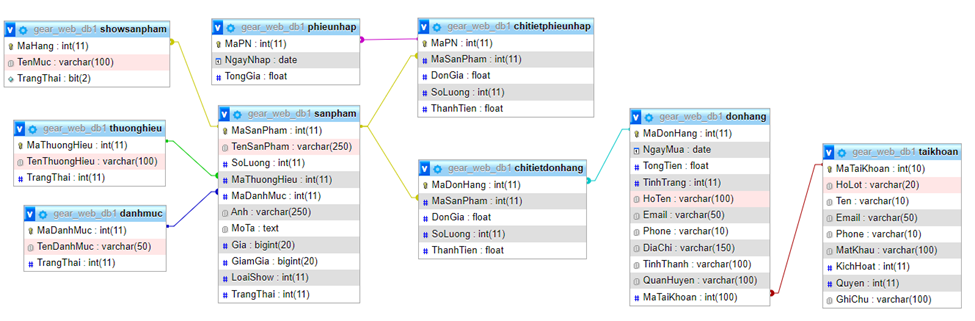 gear_web_db1 showsanpham
MaHang : int(11)
TenMuc : varchar(100)
TrangThai : bit(2)
gear_web_db1 thuonghieu
MaThuongHieu : int(11)
TenThuongHieu : varchar(100)
TrangThai : int(11)
gear_web_db1 danhmuc
MaDanhMuc : int(11)
TenDanhMuc : varchar(50)
TrangThai : int(11)
gear_web_db1 phieunhap
MaPN : int(11)
NgayNhap : date
TongGia : float
gear_web_db1 sanpham
MaSanPham : int(11)
TenSanPham : varchar(250)
SoLuong : int(11)
MaThuongHieu : int(11)
MaDanhMuc : int(11)
Anh : varchar(250)
MoTa : text
Gia : bigint(20)
GiamGia : bigint(20)
LoaiShow : int(11)
TrangThai : int(11)
gear_web_db1 chitietphieunhap
MaPN : int(11)
MaSanPham : int(11)
DonGia : float
SoLuong : int(11)
ThanhTien : float
gear_web_db1 chitietdonhang
MaDonHang : int(11)
MaSanPham : int(11)
DonGia : float
SoLuong : int(11)
ThanhTien : float
gear_web_db1 donhang
MaDonHang : int(11)
NgayMua : date
TongTien : float
TinhTrang : int(11)
HoTen : varchar(100)
Email : varchar(50)
Phone : varchar(10)
DiaChi : varchar(150)
TinhThanh : varchar(100)
QuanHuyen : varchar(100)
MaTaiKhoan : int(100)
gear_web_db1 taikhoan
MaTaiKhoan : int(10)
HoLot : varchar(20)
Ten : varchar(10)
Email : varchar(50)
Phone : varchar(10)
MatKhau : varchar(100)
KichHoat : int(11)
Quyen : int(11)
GhiChu : varchar(100)